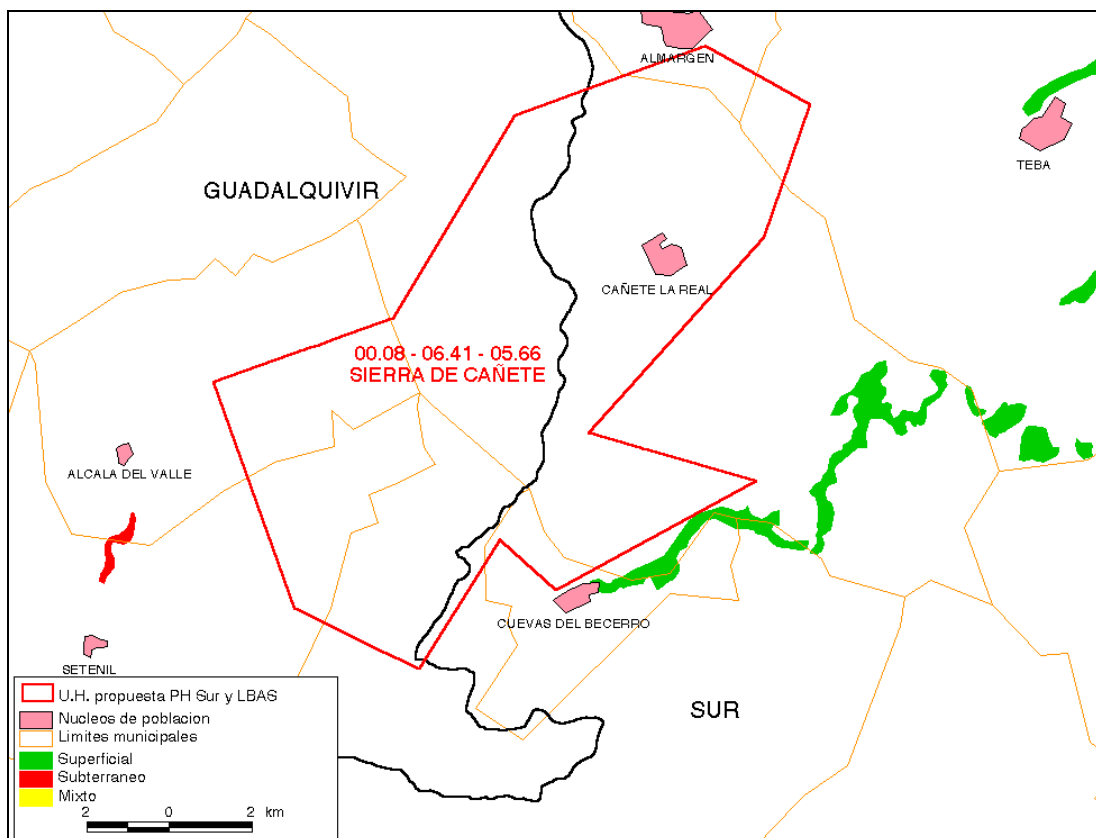 ALMARGEN
TEBA
GUADALQUIVIR
CAÑETE LA REAL
00.08 - 06.41 - 05.66
SIERRA DE CAÑETE
ALCALA DEL VALLE
CUEVAS DEL BECERRO
SETENIL
SUR
U.H. propuesta PH Sur y LBAS
Nucleos de poblacion
Limites municipales
Superficial
Subterraneo
Mixto
2 0 2 km